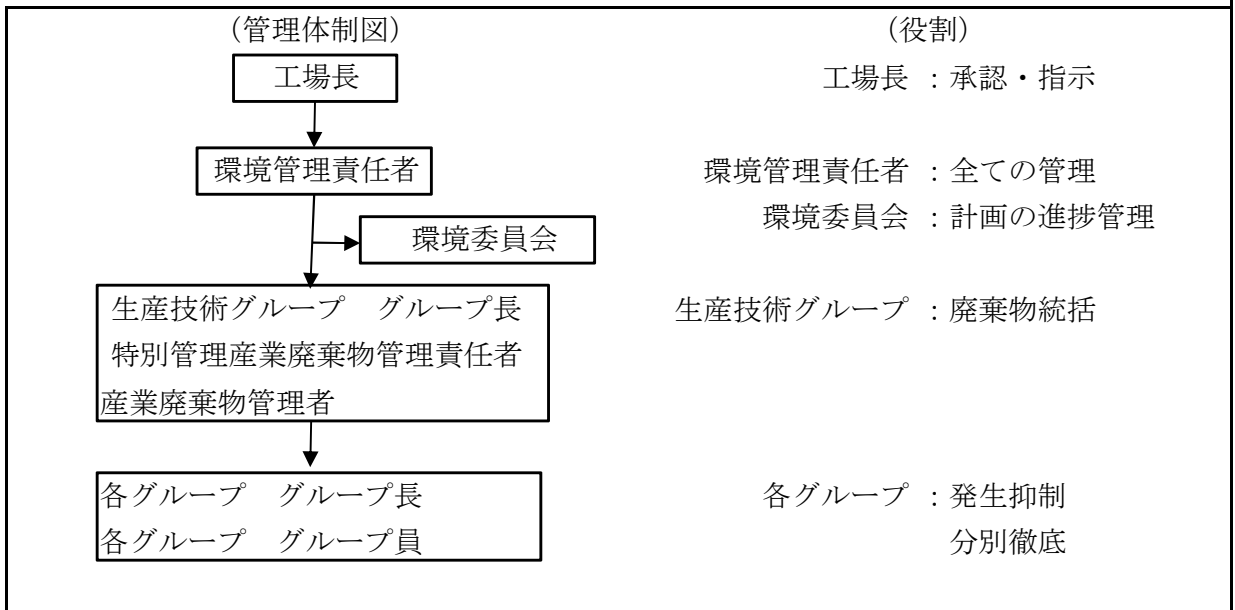 (管理体制図)
工場長
環境管理責任者
環境委員会
生産技術グループ　グループ長
特別管理産業廃棄物管理責任者
産業廃棄物管理者
各グループ　グループ長
各グループ　グループ員
(役割)
工場長 : 承認・指示
環境管理責任者 : 全ての管理
環境委員会 : 計画の進捗管理
生産技術グループ : 廃棄物統括
各グループ : 発生抑制
分別徹底